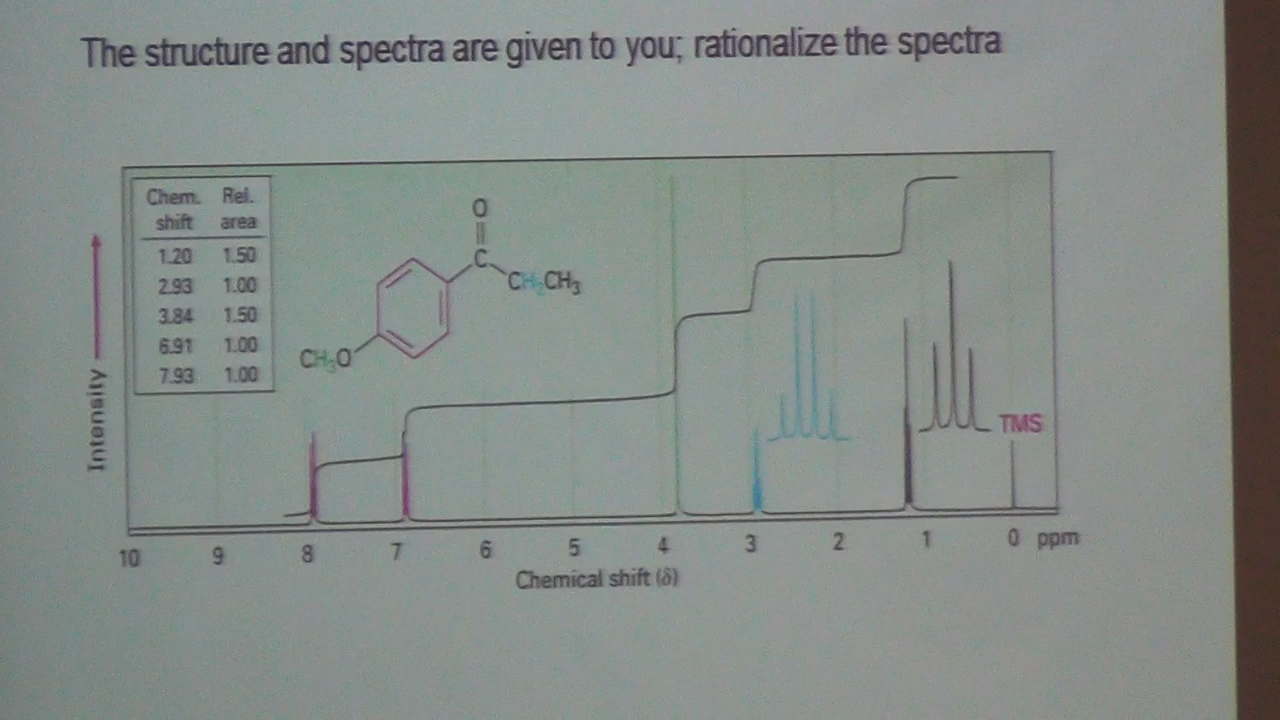 The structure and spectra are given to you; rationalize the spectra
Chem. Rel.
shift area
1.20 1.50
2.93 1.00
3.84 1.50
6.91 1.00
7.93 1.00
O
C
CH2CH3
CH3O
TMS
Intensity
10 9 8 7 6 5 4 3 2 1 0 ppm
Chemical shift (δ)